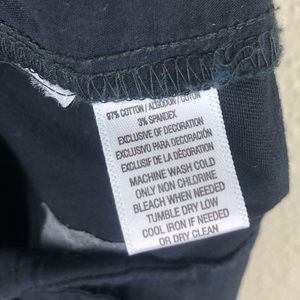 97% COTTON / ALGODON / COTON
3% SPANDEX
EXCLUSIVE OF DECORATION
EXCLUSIVO PARA DECORACIÓN
EXCLUSIF DE LA DÉCORATION
MACHINE WASH COLD
ONLY NON CHLORINE
BLEACH WHEN NEEDED
TUMBLE DRY LOW
COOL IRON IF NEEDED
OR DRY CLEAN